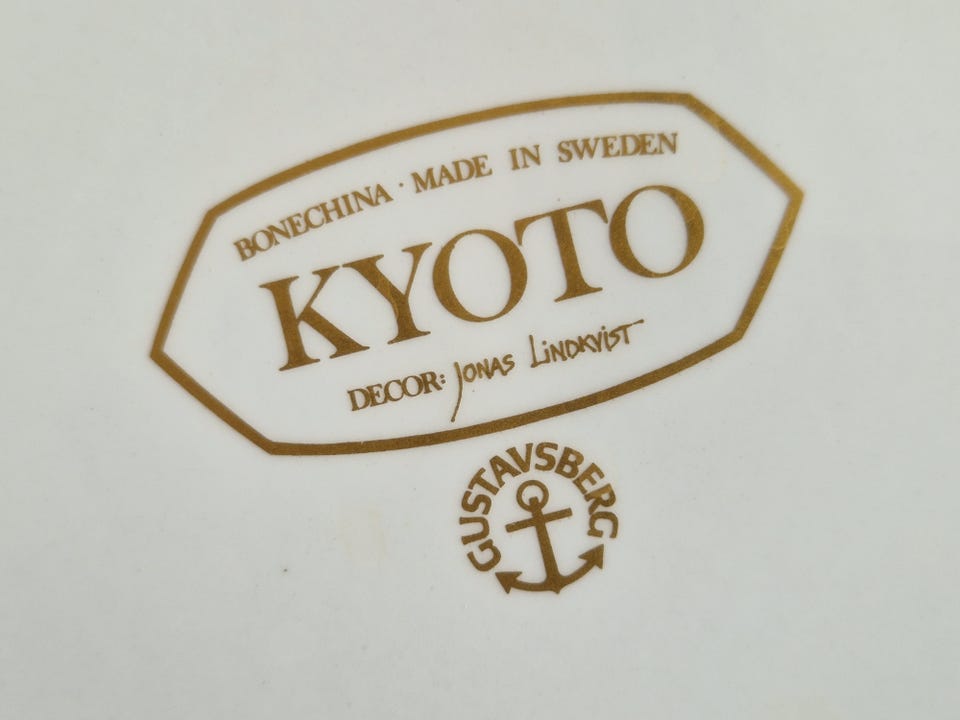 BONECHINA · MADE IN SWEDEN
KYOTO
DECOR: JONAS LINDKVIST
GUSTAVSBERG